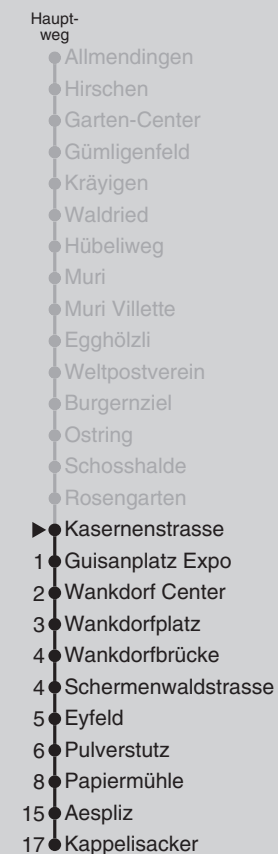 Haupt-
weg
Allmendingen
Hirschen
Garten-Center
Gümligenfeld
Kräyigen
Waldried
Hübeliweg
Muri
Muri Villette
Egghölzli
Weltpostverein
Burgernziel
Ostring
Schosshalde
Rosengarten
Kasernenstrasse
1 Guisanplatz Expo
2 Wankdorf Center
3 Wankdorfplatz
4 Wankdorfbrücke
4 Schermenwaldstrasse
5 Eyfeld
6 Pulverstutz
8 Papiermühle
15 Aespliz
17 Kappelisacker